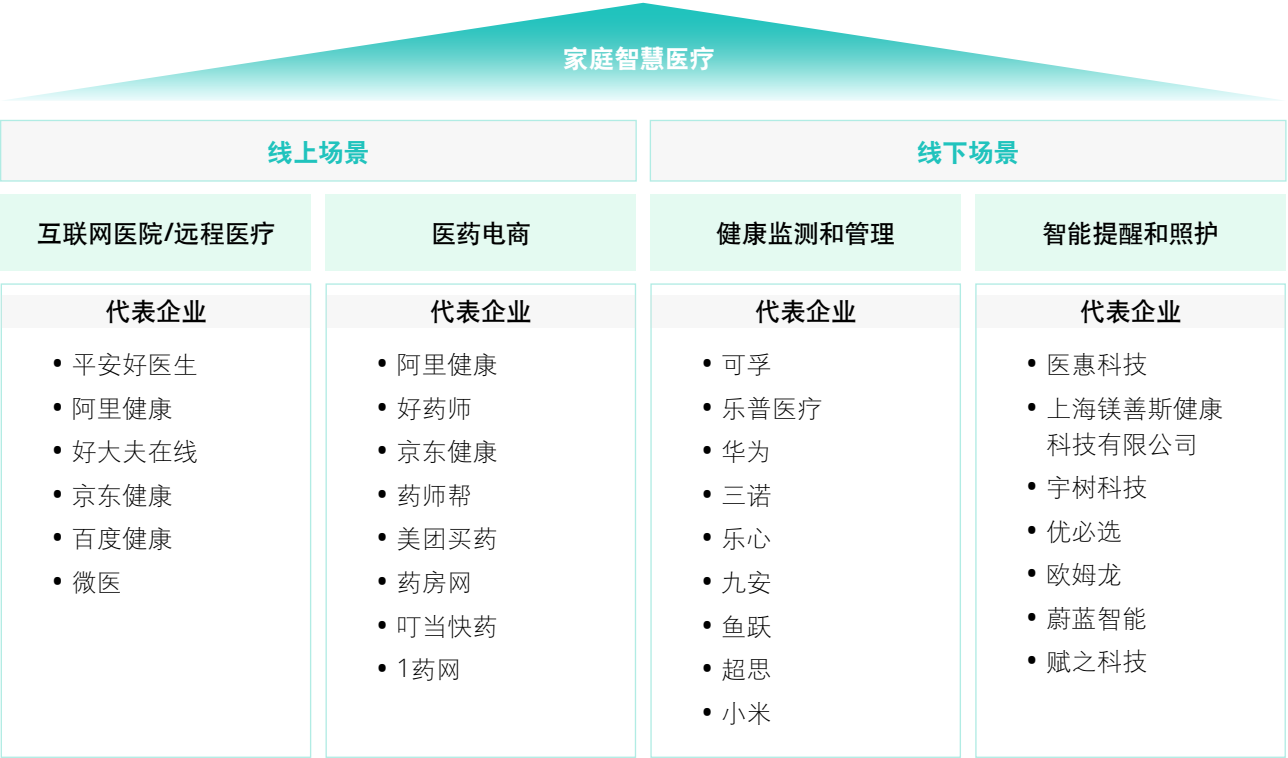 家庭智慧医疗
线上场景
线下场景
互联网医院/远程医疗
医药电商
健康监测和管理
智能提醒和照护
代表企业
• 平安好医生
• 阿里健康
• 好大夫在线
• 京东健康
• 百度健康
• 微医
代表企业
• 阿里健康
• 好药师
• 京东健康
• 药师帮
• 美团买药
• 药房网
• 叮当快药
• 1药网
代表企业
• 可孚
• 乐普医疗
• 华为
• 三诺
• 乐心
• 九安
• 鱼跃
• 超思
• 小米
代表企业
• 医惠科技
• 上海镁善斯健康
科技有限公司
• 宇树科技
• 优必选
• 欧姆龙
• 蔚蓝智能
• 赋之科技